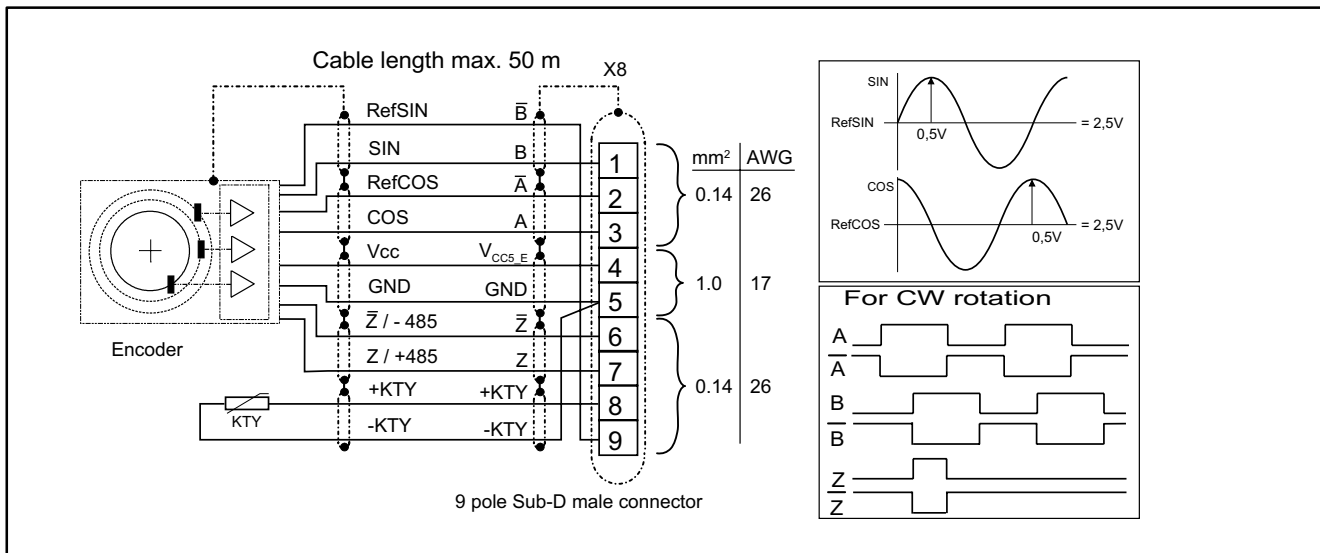 Cable length max. 50 m
X8
RefSIN B̅
SIN B
RefCOS A̅
COS A
Vcc V_CC5_E
GND GND
Z̅ / - 485 Z̅
Z / +485 Z
+KTY +KTY
-KTY -KTY
KTY
Encoder
1
2
3
4
5
6
7
8
9
mm² AWG
0.14 26
1.0 17
0.14 26
9 pole Sub-D male connector
SIN
RefSIN
0,5V
= 2,5V
COS
RefCOS
0,5V
= 2,5V
For CW rotation
A
A̅
B
B̅
Z
Z̅